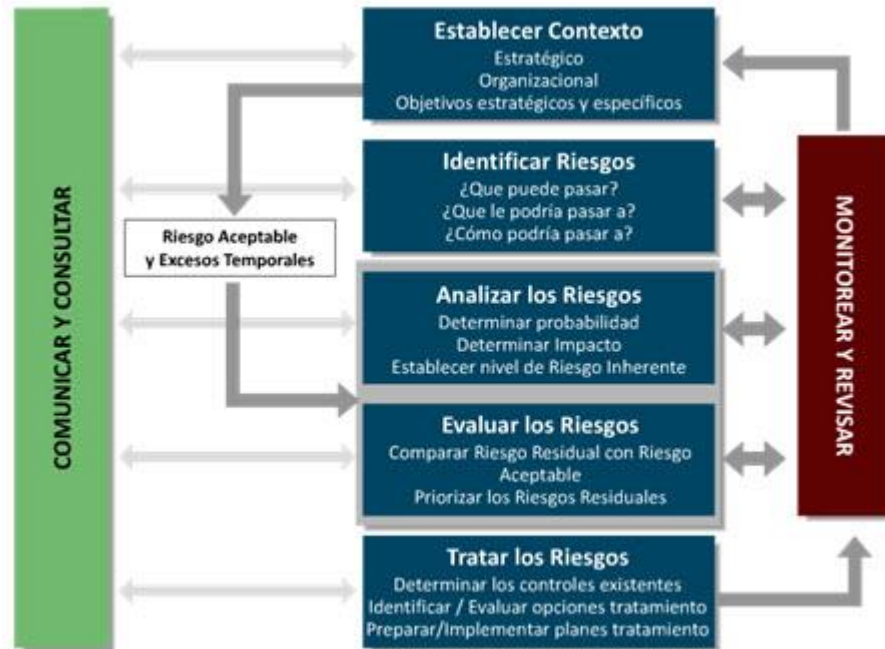 COMUNICAR Y CONSULTAR
Establecer Contexto
Estratégico
Organizacional
Objetivos estratégicos y específicos
Identificar Riesgos
¿Que puede pasar?
¿Que le podría pasar a?
¿Cómo podría pasar a?
Riesgo Aceptable
y Excesos Temporales
Analizar los Riesgos
Determinar probabilidad
Determinar Impacto
Establecer nivel de Riesgo Inherente
Evaluar los Riesgos
Comparar Riesgo Residual con Riesgo
Aceptable
Priorizar los Riesgos Residuales
Tratar los Riesgos
Determinar los controles existentes
Identificar / Evaluar opciones tratamiento
Preparar/Implementar planes tratamiento
MONITOREAR Y REVISAR